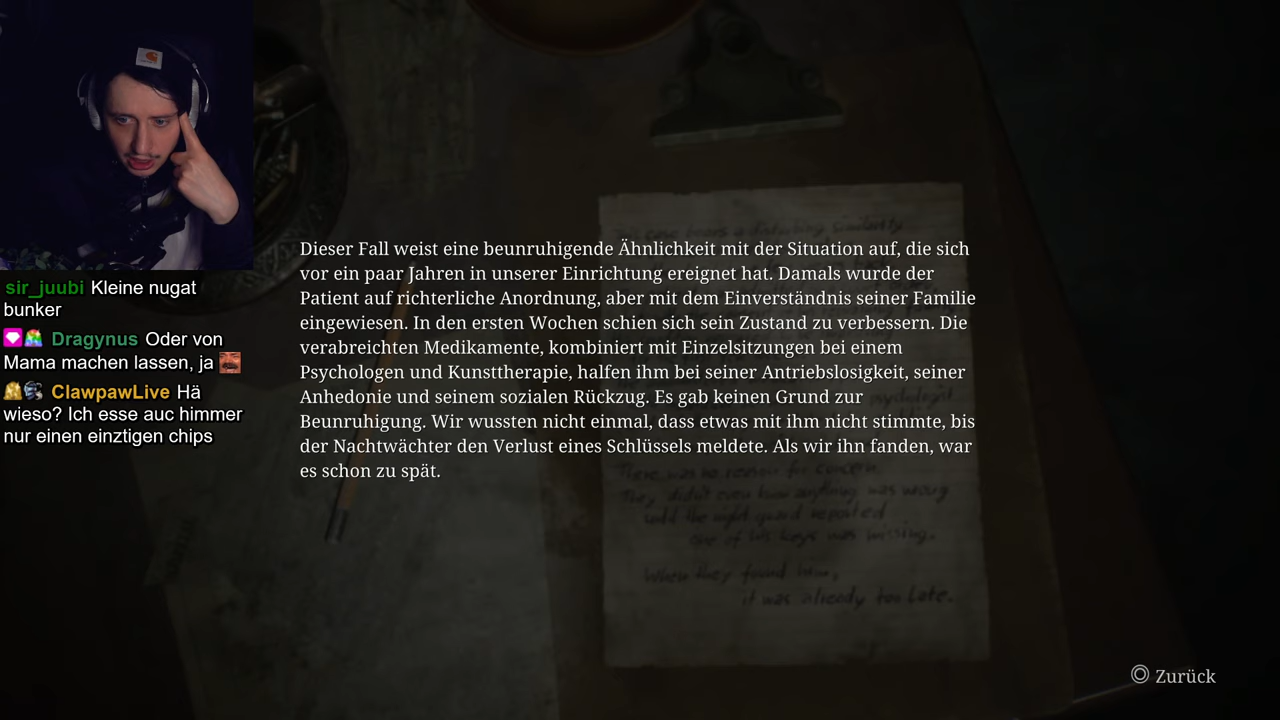 sir_juubi Kleine nugat
bunker
Dragynus Oder von
Mama machen lassen, ja
ClawpawLive Hä
wieso? Ich esse auc himmer
nur einen einztigen chips
Dieser Fall weist eine beunruhigende Ähnlichkeit mit der Situation auf, die sich
vor ein paar Jahren in unserer Einrichtung ereignet hat. Damals wurde der
Patient auf richterliche Anordnung, aber mit dem Einverständnis seiner Familie
eingewiesen. In den ersten Wochen schien sich sein Zustand zu verbessern. Die
verabreichten Medikamente, kombiniert mit Einzelsitzungen bei einem
Psychologen und Kunsttherapie, halfen ihm bei seiner Antriebslosigkeit, seiner
Anhedonie und seinem sozialen Rückzug. Es gab keinen Grund zur
Beunruhigung. Wir wussten nicht einmal, dass etwas mit ihm nicht stimmte, bis
der Nachtwächter den Verlust eines Schlüssels meldete. Als wir ihn fanden, war
es schon zu spät.
There was no reason for concern.
They didn't even know anything was wrong
until the night guard reported
one of his keys was missing.
When they found him,
it was already too late.
Zurück